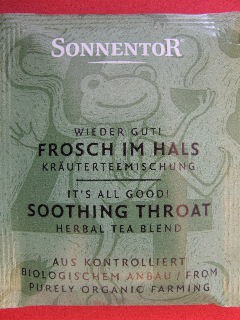 SONNENTOR
WIEDER GUT!
FROSCH IM HALS
KRÄUTERTEEMISCHUNG
IT'S ALL GOOD!
SOOTHING THROAT
HERBAL TEA BLEND
AUS KONTROLLIERT
BIOLOGISCHEM ANBAU / FROM
PURELY ORGANIC FARMING